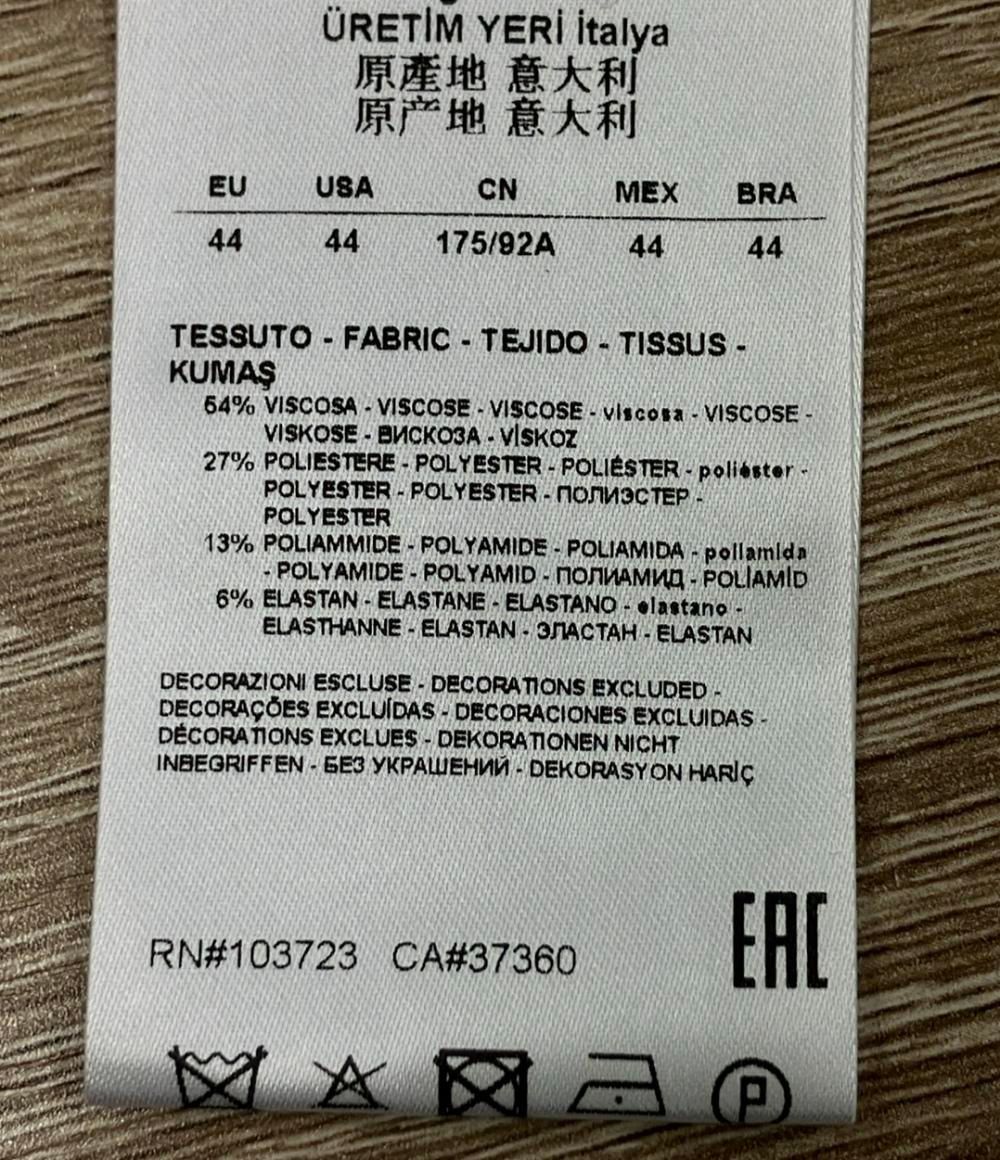 ÜRETİM YERİ İtalya
原產地 意大利
原产地 意大利
EU USA CN MEX BRA
44 44 175/92A 44 44
TESSUTO - FABRIC - TEJIDO - TISSUS -
KUMAŞ
54% VISCOSA - VISCOSE - VISCOSE - viscosa - VISCOSE -
VISKOSE - ВИСКОЗА - VİSKOZ
27% POLIESTERE - POLYESTER - POLIÉSTER - poliéster -
POLYESTER - POLYESTER - ПОЛИЭСТЕР -
POLYESTER
13% POLIAMMIDE - POLYAMIDE - POLIAMIDA - poliamida
- POLYAMIDE - POLYAMID - ПОЛИАМИД - POLİAMİD
6% ELASTAN - ELASTANE - ELASTANO - elastano -
ELASTHANNE - ELASTAN - ЭЛАСТАН - ELASTAN
DECORAZIONI ESCLUSE - DECORATIONS EXCLUDED -
DECORAÇÕES EXCLUÍDAS - DECORACIONES EXCLUIDAS -
DÉCORATIONS EXCLUES - DEKORATIONEN NICHT
INBEGRIFFEN - БЕЗ УКРАШЕНИЙ - DEKORASYON HARİÇ
EAC
RN#103723 CA#37360
P